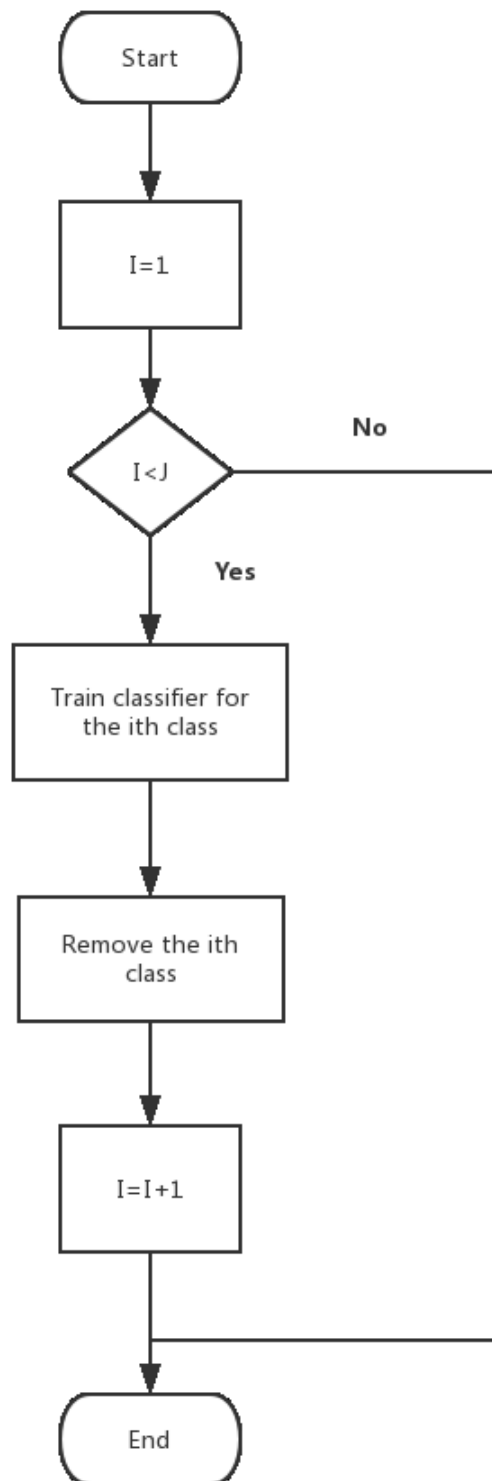 Start
I=1
I<J
No
Yes
Train classifier for
the ith class
Remove the ith
class
I=I+1
End